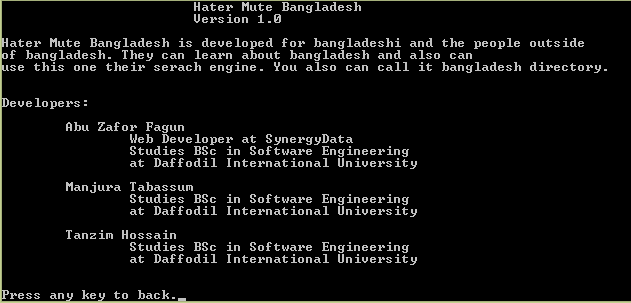 Hater Mute Bangladesh
Version 1.0
Hater Mute Bangladesh is developed for bangladeshi and the people outside
of bangladesh. They can learn about bangladesh and also can
use this one their serach engine. You also can call it bangladesh directory.
Developers:
Abu Zafor Fagun
Web Developer at SynergyData
Studies BSc in Software Engineering
at Daffodil International University
Manjura Tabassum
Studies BSc in Software Engineering
at Daffodil International University
Tanzim Hossain
Studies BSc in Software Engineering
at Daffodil International University
Press any key to back._